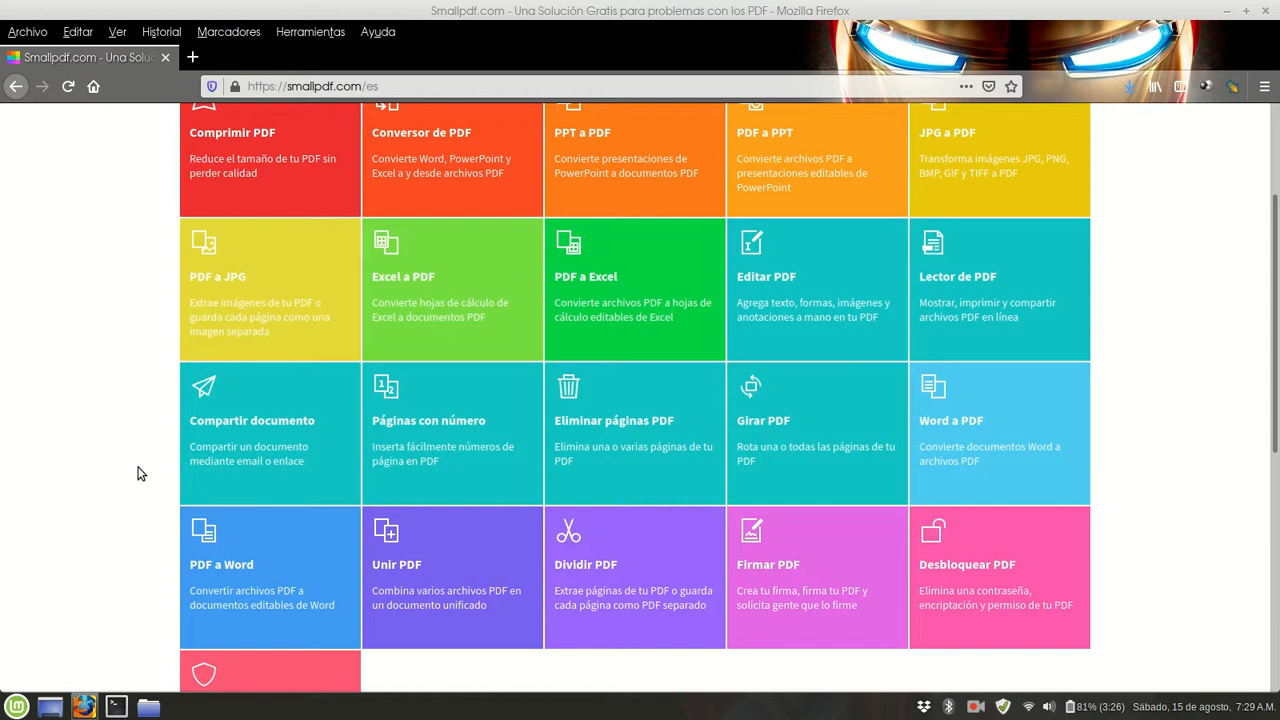 Smallpdf.com - Una Solución Gratis para problemas con los PDF - Mozilla Firefox
Archivo Editar Ver Historial Marcadores Herramientas Ayuda
Smallpdf.com - Una Soluc
https://smallpdf.com/es
Comprimir PDF
Reduce el tamaño de tu PDF sin
perder calidad
Conversor de PDF
Convierte Word, PowerPoint y
Excel a y desde archivos PDF
PPT a PDF
Convierte presentaciones de
PowerPoint a documentos PDF
PDF a PPT
Convierte archivos PDF a
presentaciones editables de
PowerPoint
JPG a PDF
Transforma imágenes JPG, PNG,
BMP, GIF y TIFF a PDF
PDF a JPG
Extrae imágenes de tu PDF o
guarda cada página como una
imagen separada
Excel a PDF
Convierte hojas de cálculo de
Excel a documentos PDF
PDF a Excel
Convierte archivos PDF a hojas de
cálculo editables de Excel
Editar PDF
Agrega texto, formas, imágenes y
anotaciones a mano en tu PDF
Lector de PDF
Mostrar, imprimir y compartir
archivos PDF en línea
Compartir documento
Compartir un documento
mediante email o enlace
Páginas con número
Inserta fácilmente números de
página en PDF
Eliminar páginas PDF
Elimina una o varias páginas de tu
PDF
Girar PDF
Rota una o todas las páginas de tu
PDF
Word a PDF
Convierte documentos Word a
archivos PDF
PDF a Word
Convertir archivos PDF a
documentos editables de Word
Unir PDF
Combina varios archivos PDF en
un documento unificado
Dividir PDF
Extrae páginas de tu PDF o guarda
cada página como PDF separado
Firmar PDF
Crea tu firma, firma tu PDF y
solicita gente que lo firme
Desbloquear PDF
Elimina una contraseña,
encriptación y permiso de tu PDF
81% (3:26) Sábado, 15 de agosto, 7:29 A.M.